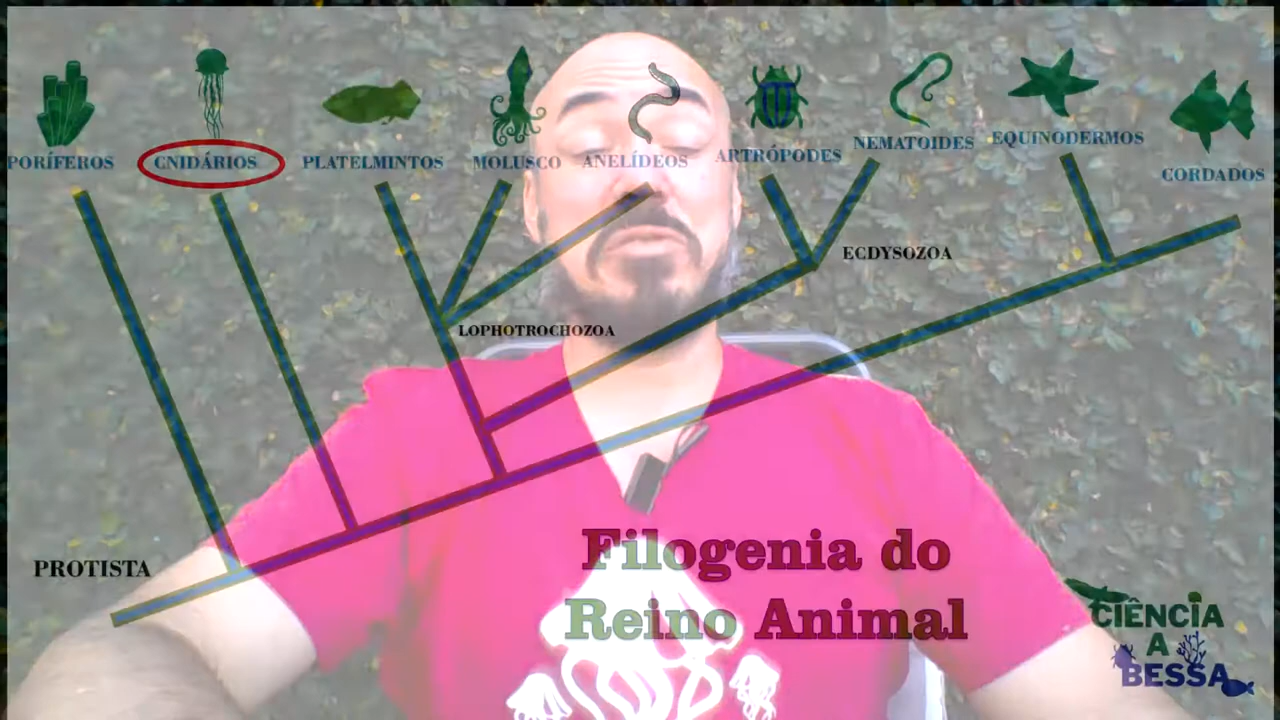 PORÍFEROS
CNIDÁRIOS
PLATELMINTOS
MOLUSCO
ANELÍDEOS
ARTRÓPODES
NEMATOIDES
EQUINODERMOS
CORDADOS
ECDYSOZOA
LOPHOTROCHOZOA
PROTISTA
Filogenia do
Reino Animal
CIÊNCIA
A
BESSA